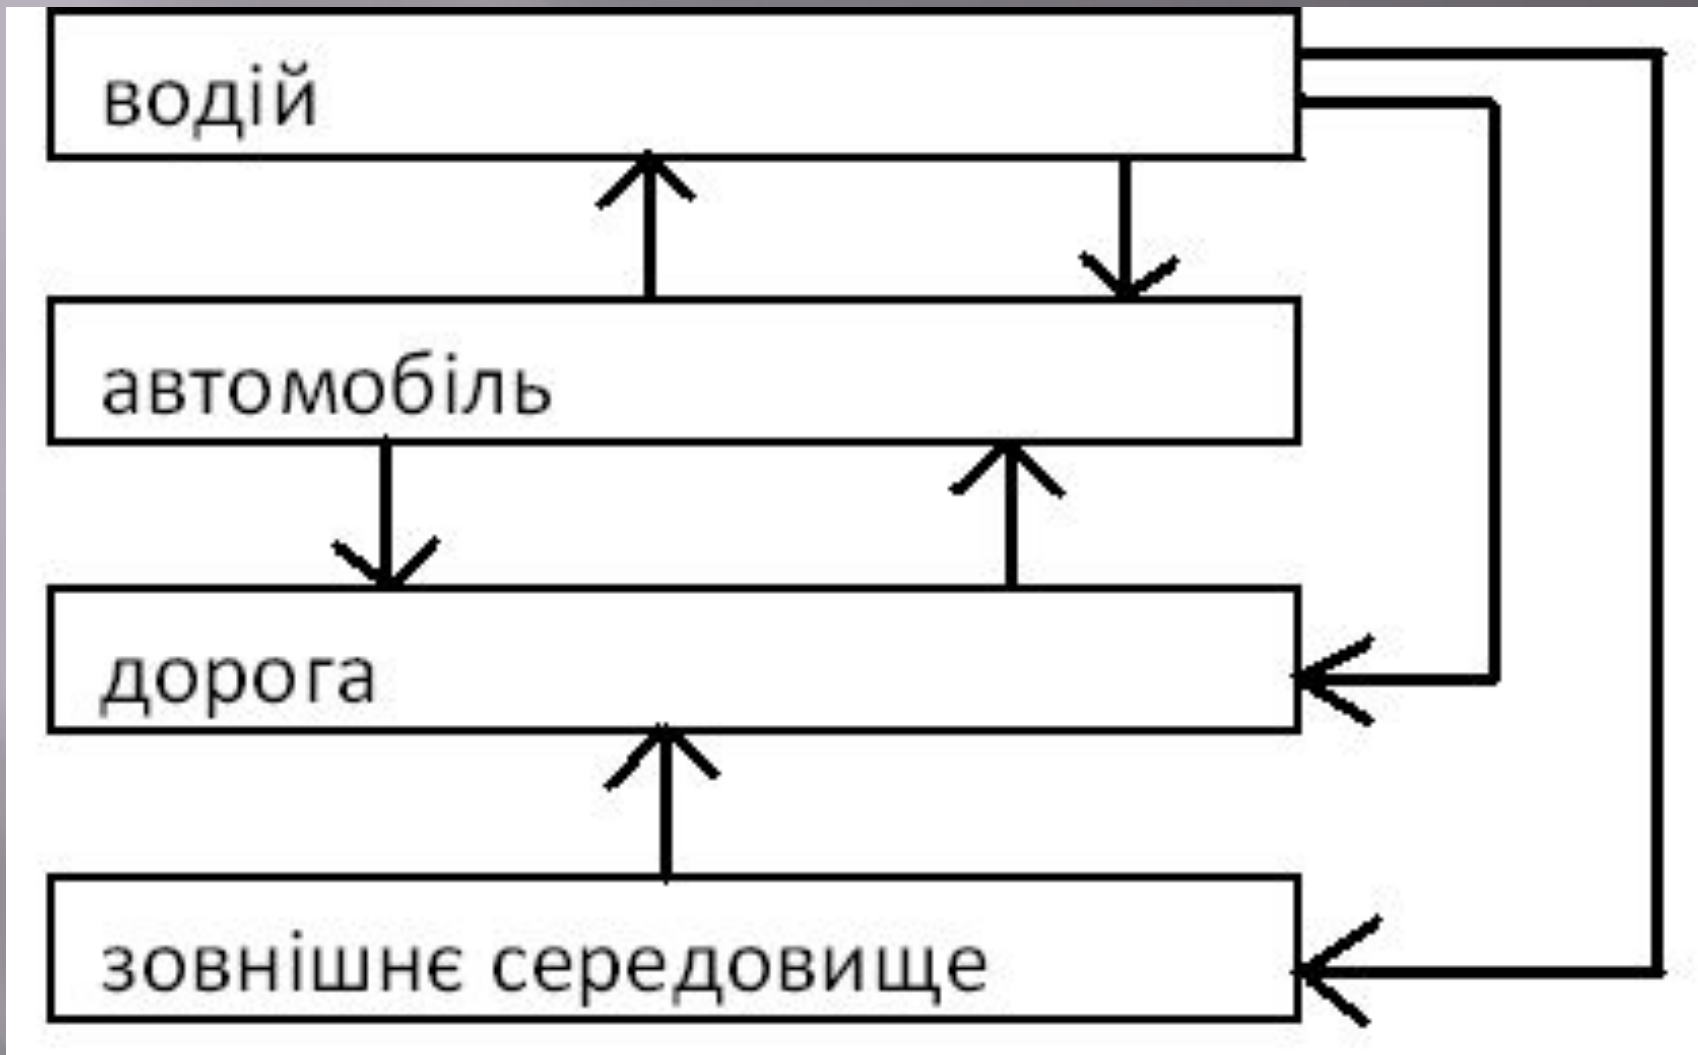 водій
автомобіль
дорога
зовнішнє середовище